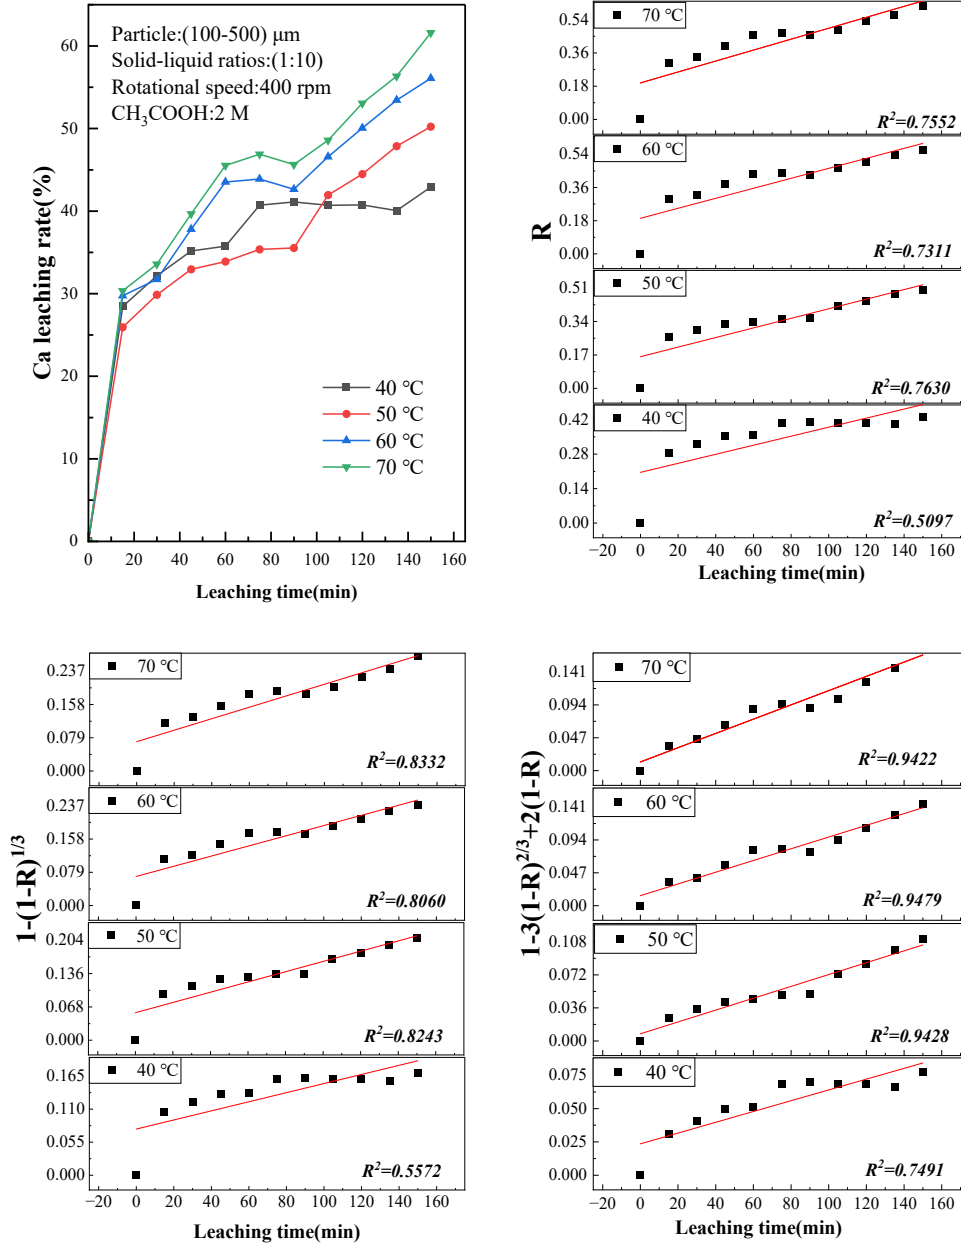 Particle:(100-500) μm
Solid-liquid ratios:(1:10)
Rotational speed:400 rpm
CH₃COOH:2 M
Ca leaching rate(%)
60
50
40
30
20
10
0
40 ℃
50 ℃
60 ℃
70 ℃
0 20 40 60 80 100 120 140 160
Leaching time(min)
R
70 ℃
0.54
0.36
0.18
0.00
R²=0.7552
60 ℃
0.54
0.36
0.18
0.00
R²=0.7311
50 ℃
0.51
0.34
0.17
0.00
R²=0.7630
40 ℃
0.42
0.28
0.14
0.00
R²=0.5097
−20 0 20 40 60 80 100 120 140 160
Leaching time(min)
1-(1-R)^1/3
70 ℃
0.237
0.158
0.079
0.000
R²=0.8332
60 ℃
0.237
0.158
0.079
0.000
R²=0.8060
50 ℃
0.204
0.136
0.068
0.000
R²=0.8243
40 ℃
0.165
0.110
0.055
0.000
R²=0.5572
−20 0 20 40 60 80 100 120 140 160
Leaching time(min)
1-3(1-R)^2/3+2(1-R)
70 ℃
0.141
0.094
0.047
0.000
R²=0.9422
60 ℃
0.141
0.094
0.047
0.000
R²=0.9479
50 ℃
0.108
0.072
0.036
0.000
R²=0.9428
40 ℃
0.075
0.050
0.025
0.000
R²=0.7491
−20 0 20 40 60 80 100 120 140 160
Leaching time(min)